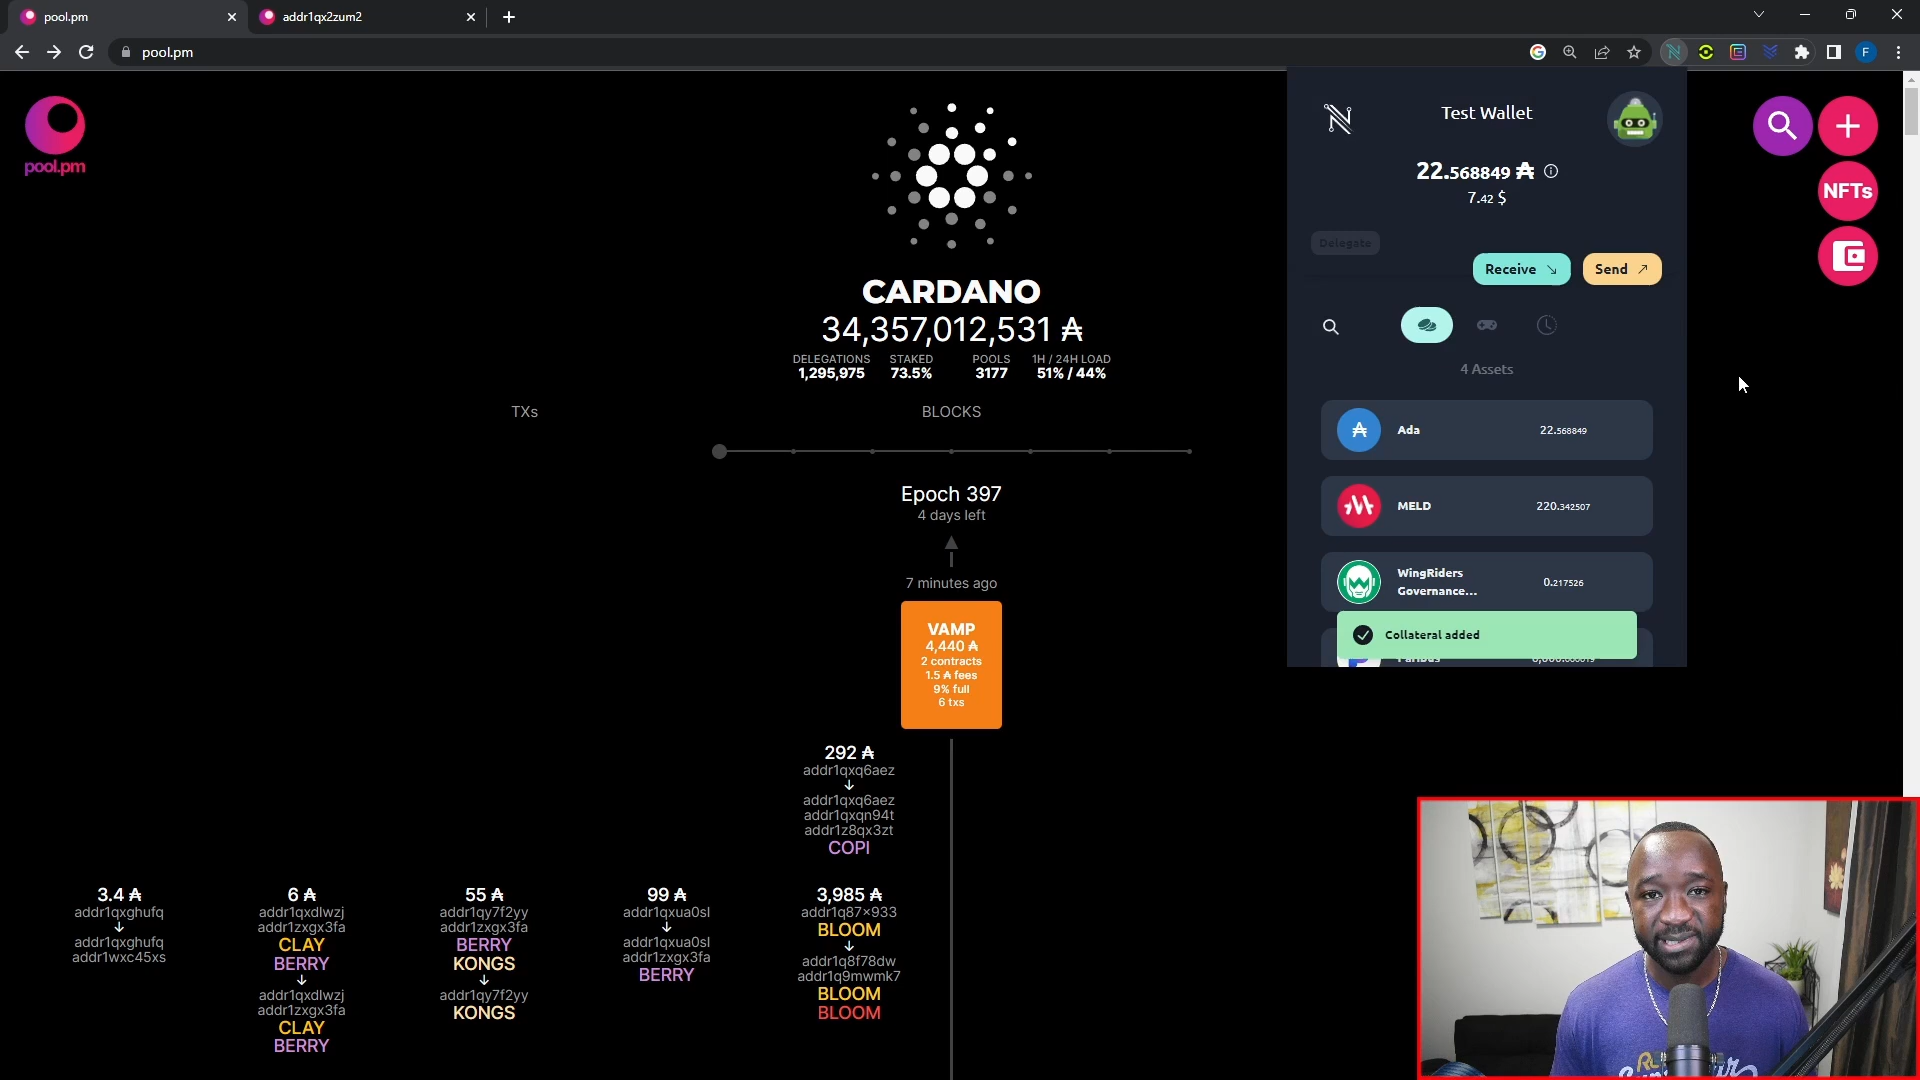 pool.pm
addr1qx2zum2
pool.pm
F
pool.pm
CARDANO
34,357,012,531 ₳
DELEGATIONS STAKED POOLS 1H / 24H LOAD
1,295,975 73.5% 3177 51% / 44%
TXs
BLOCKS
Epoch 397
4 days left
7 minutes ago
VAMP
4,440 ₳
2 contracts
1.5 ₳ fees
9% full
6 txs
292 ₳
addr1qxq6aez
↓
addr1qxq6aez
addr1qxqn94t
addr1z8qx3zt
COPI
3.4 ₳
addr1qxghufq
↓
addr1qxghufq
addr1wxc45xs
6 ₳
addr1qxdlwzj
addr1zxgx3fa
CLAY
BERRY
↓
addr1qxdlwzj
addr1zxgx3fa
CLAY
BERRY
55 ₳
addr1qy7f2yy
addr1zxgx3fa
BERRY
KONGS
↓
addr1qy7f2yy
KONGS
99 ₳
addr1qxua0sl
↓
addr1qxua0sl
addr1zxgx3fa
BERRY
3,985 ₳
addr1q87x933
BLOOM
↓
addr1q8f78dw
addr1q9mwmk7
BLOOM
BLOOM
Test Wallet
22.568849 ₳
7.42 $
Delegate
Receive
Send
4 Assets
Ada 22.568849
MELD 220.342507
WingRiders
Governance... 0.217526
Collateral added
NFTs